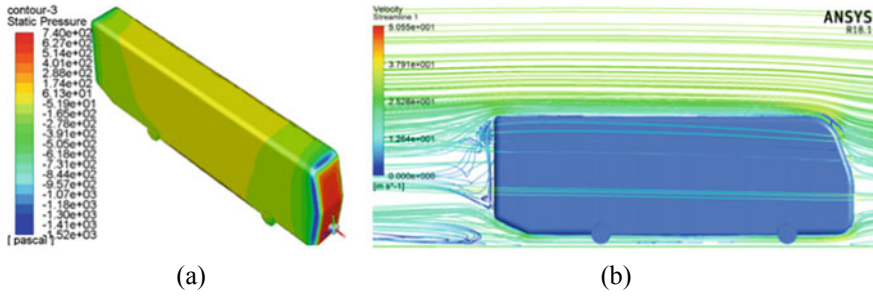 contour-3
Static Pressure
7.40e+02
6.27e+02
5.14e+02
4.01e+02
2.88e+02
1.74e+02
6.13e+01
-5.19e+01
-1.65e+02
-2.78e+02
-3.91e+02
-5.05e+02
-6.18e+02
-7.31e+02
-8.44e+02
-9.57e+02
-1.07e+03
-1.18e+03
-1.30e+03
-1.41e+03
-1.52e+03
[ pascal ]
(a)
Velocity
Streamline 1
5.055e+001
3.791e+001
2.528e+001
1.264e+001
0.000e+000
[m s^-1]
ANSYS
R18.1
(b)